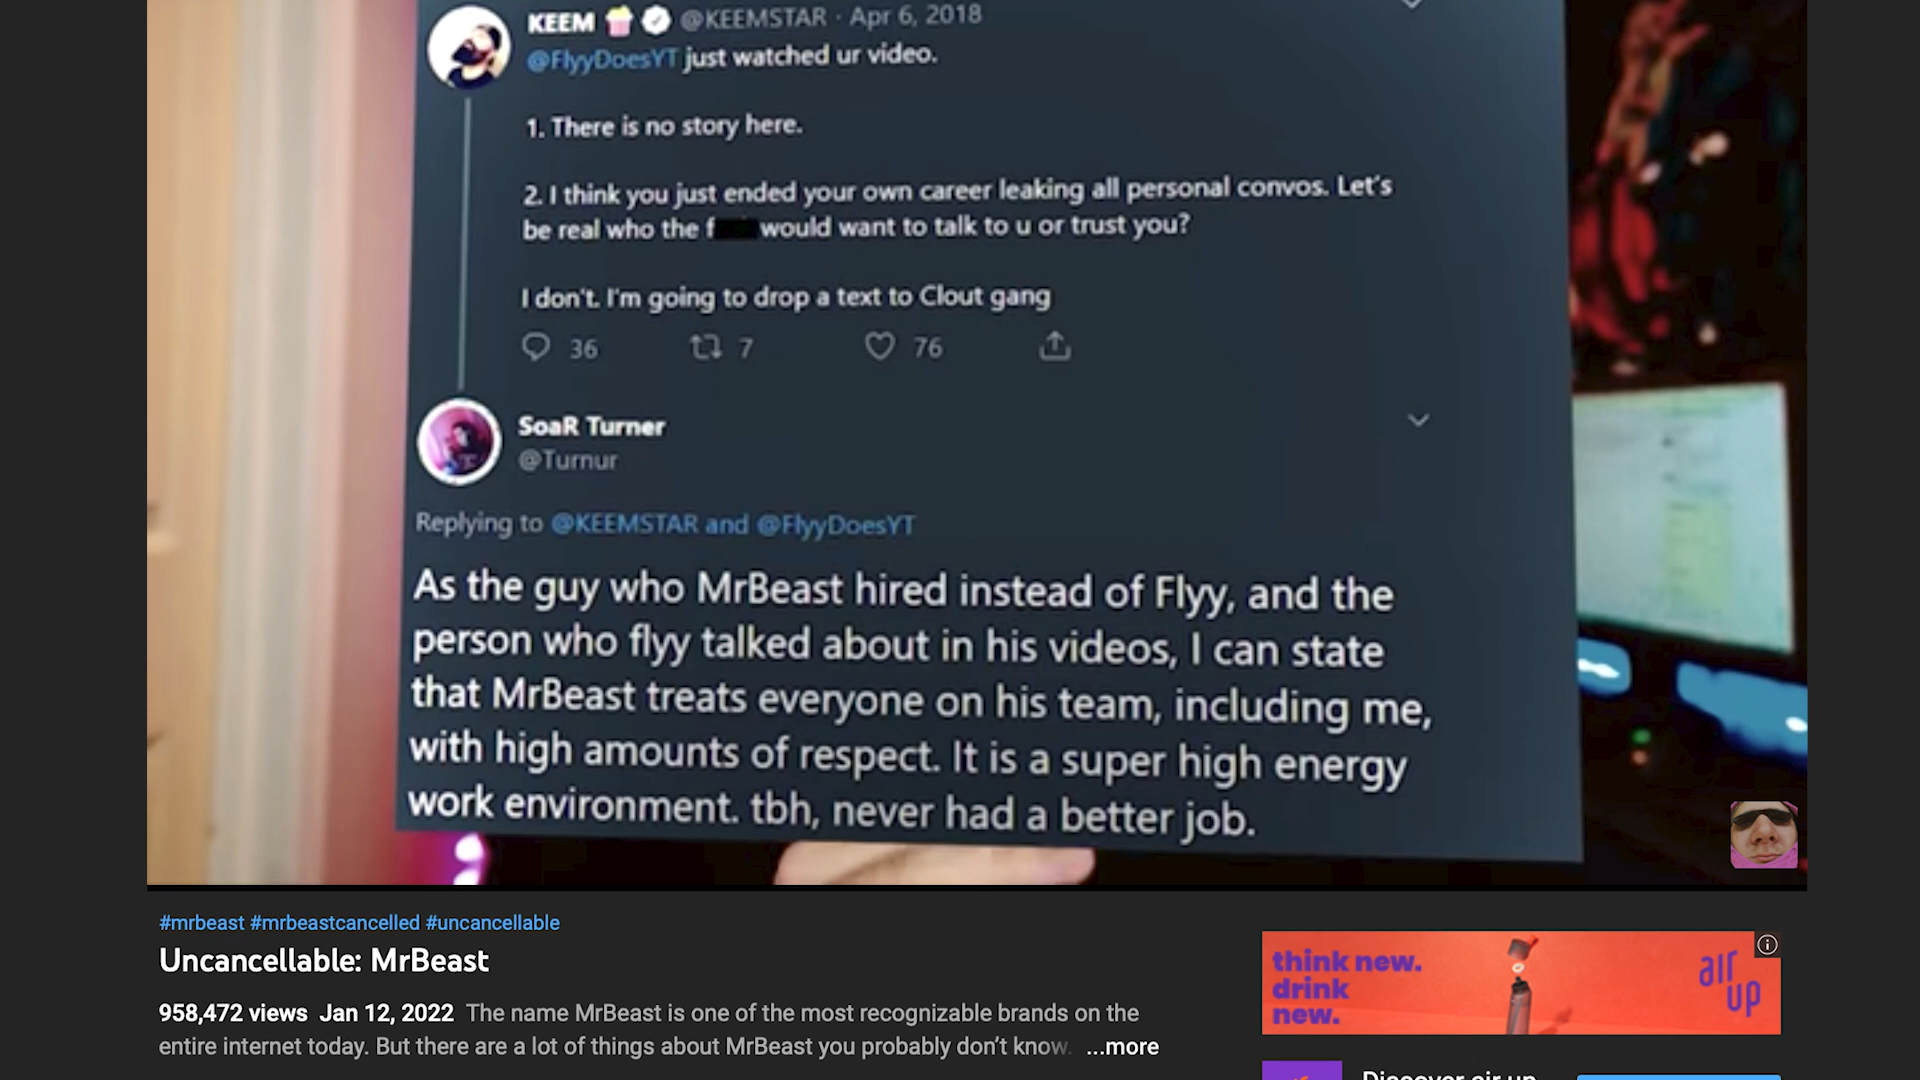 KEEM @KEEMSTAR · Apr 6, 2018
@FlyyDoesYT just watched ur video.
1. There is no story here.
2. I think you just ended your own career leaking all personal convos. Let's
be real who the f would want to talk to u or trust you?
I don't. I'm going to drop a text to Clout gang
36 7 76
SoaR Turner
@Turnur
Replying to @KEEMSTAR and @FlyyDoesYT
As the guy who MrBeast hired instead of Flyy, and the
person who flyy talked about in his videos, I can state
that MrBeast treats everyone on his team, including me,
with high amounts of respect. It is a super high energy
work environment. tbh, never had a better job.
#mrbeast #mrbeastcancelled #uncancellable
Uncancellable: MrBeast
958,472 views Jan 12, 2022 The name MrBeast is one of the most recognizable brands on the
entire internet today. But there are a lot of things about MrBeast you probably don't know. ...more
think new.
drink
new.
air
up
Discover air up